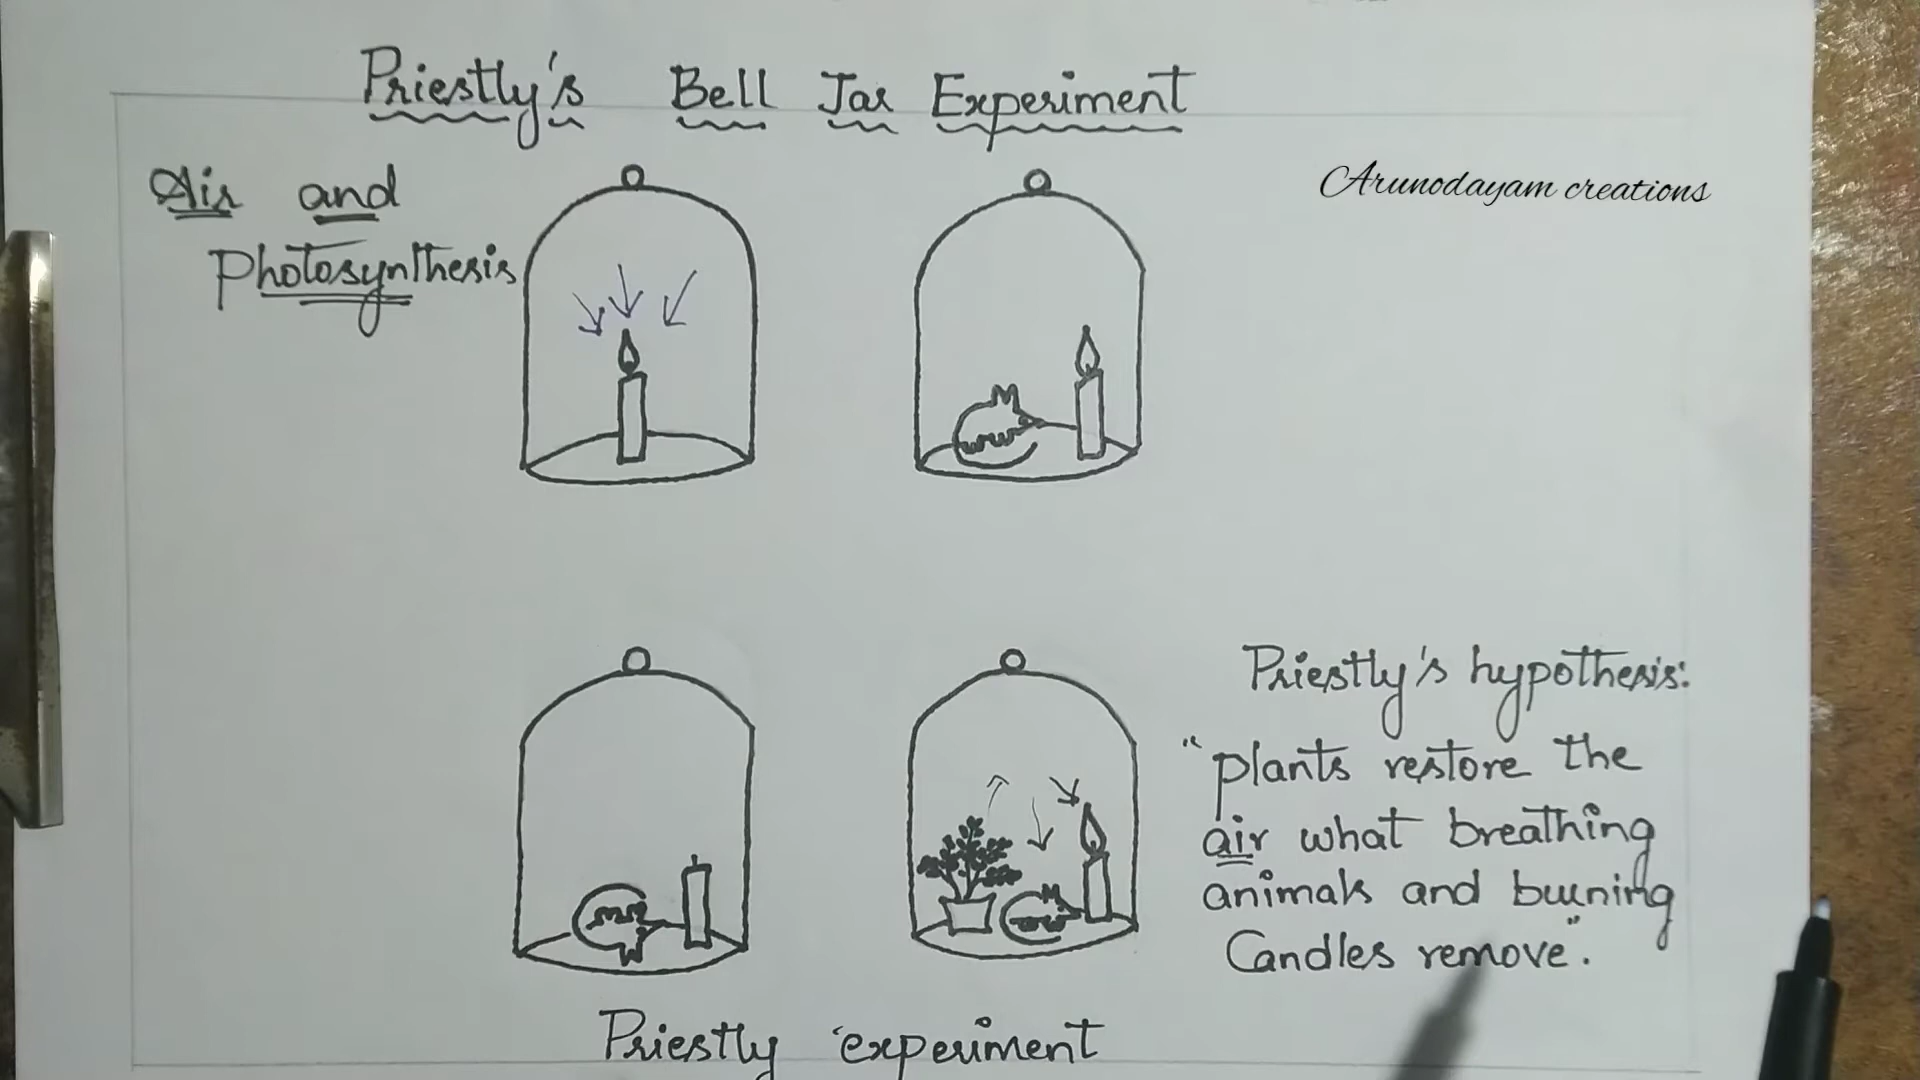 Priestly's Bell Jar Experiment
Air and
Photosynthesis
Arunodayam creations
Priestly's hypothesis:
"plants restore the
air what breathing
animals and burning
Candles remove".
Priestly experiment